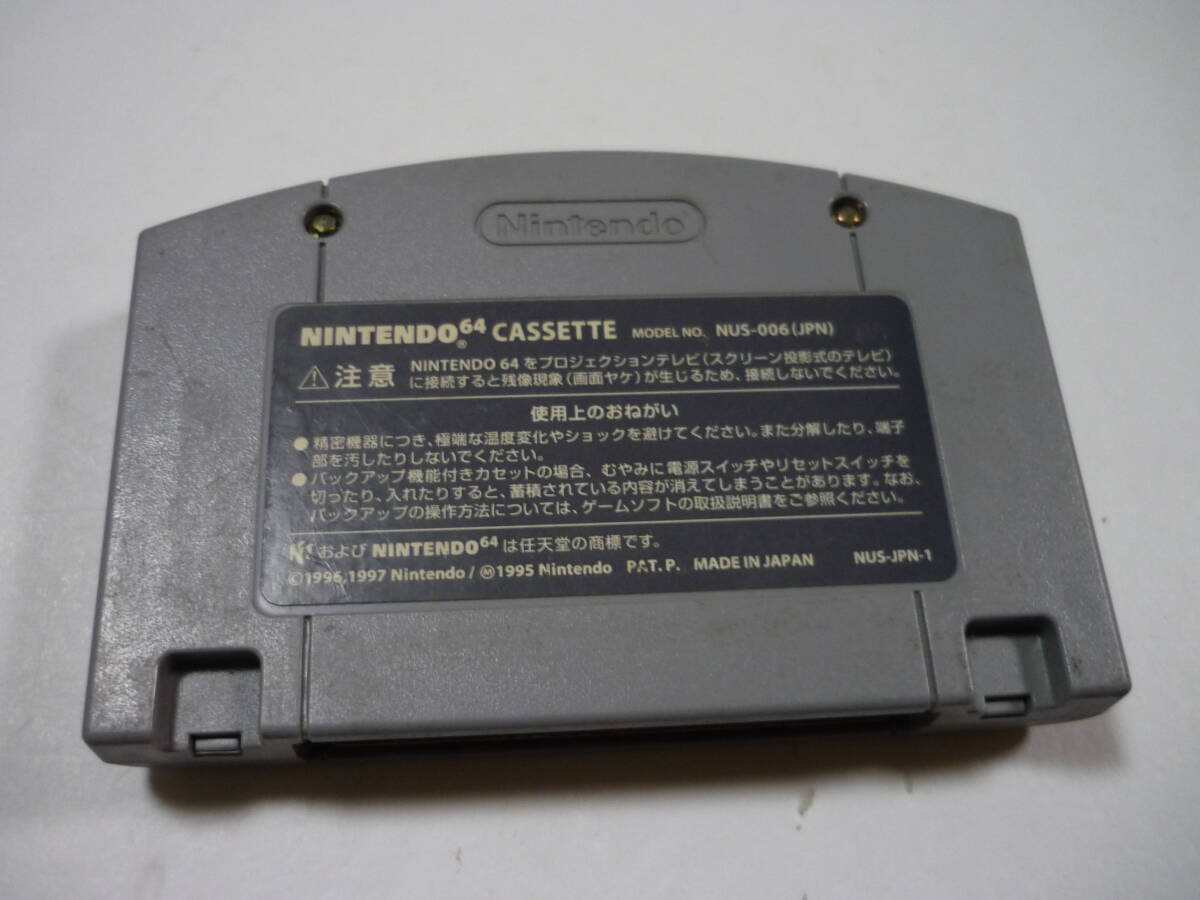 Nintendo
NINTENDO64® CASSETTE MODEL NO. NUS-006(JPN)
⚠注意 NINTENDO 64をプロジェクションテレビ(スクリーン投影式のテレビ)
に接続すると残像現象(画面ヤケ)が生じるため、接続しないでください。
使用上のおねがい
●精密機器につき、極端な温度変化やショックを避けてください。また分解したり、端子
部を汚したりしないでください。
●バックアップ機能付きカセットの場合、むやみに電源スイッチやリセットスイッチを
切ったり、入れたりすると、蓄積されている内容が消えてしまうことがあります。なお、
バックアップの操作方法については、ゲームソフトの取扱説明書をご参照ください。
および NINTENDO64 は任天堂の商標です。
©1996,1997 Nintendo/Ⓜ1995 Nintendo PAT.P. MADE IN JAPAN NUS-JPN-1